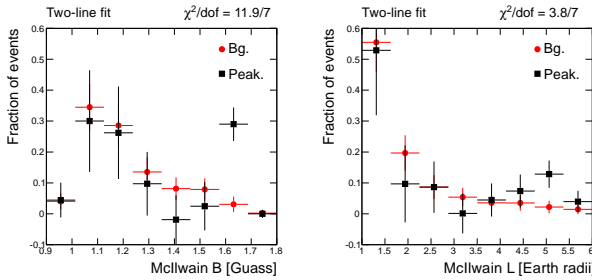 Two-line fit χ²/dof = 11.9/7
Fraction of events
0.6
0.5
0.4
0.3
0.2
0.1
0
-0.1
Bg.
Peak.
0.9 1 1.1 1.2 1.3 1.4 1.5 1.6 1.7 1.8
McIlwain B [Guass]
Two-line fit χ²/dof = 3.8/7
Fraction of events
0.6
0.5
0.4
0.3
0.2
0.1
0
-0.1
Bg.
Peak.
1 1.5 2 2.5 3 3.5 4 4.5 5 5.5 6
McIlwain L [Earth radii]